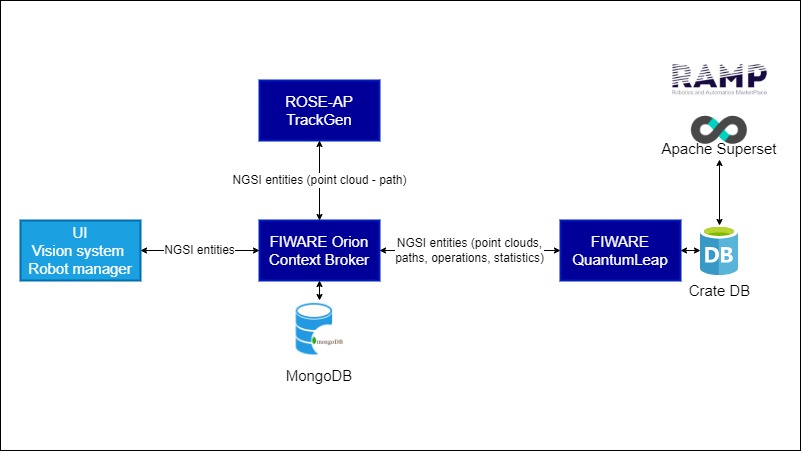 RAMP
Robotics and Automation MarketPlace
ROSE-AP
TrackGen
Apache Superset
NGSI entities (point cloud - path)
UI
Vision system
Robot manager
NGSI entities
FIWARE Orion
Context Broker
NGSI entities (point clouds,
paths, operations, statistics)
FIWARE
QuantumLeap
DB
Crate DB
mongoDB
MongoDB